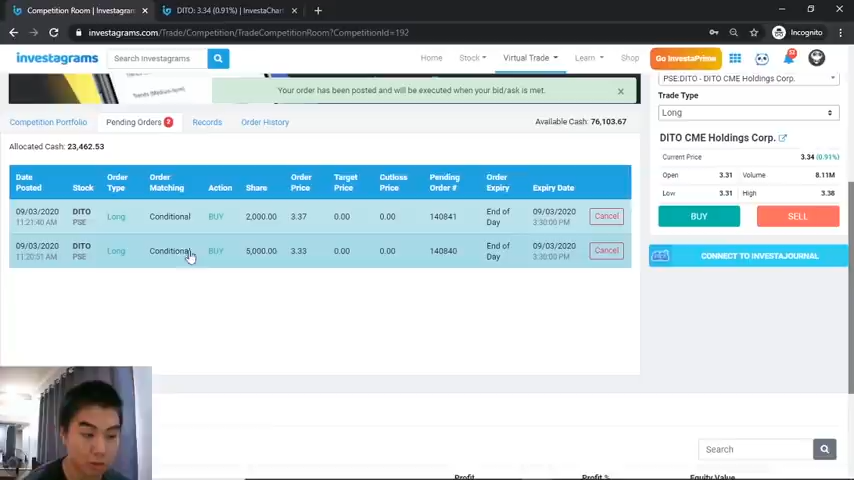 Competition Room | Investagrams
DITO: 3.34 (0.91%) | InvestaChar
investagrams.com/Trade/Competition/TradeCompetitionRoom?CompetitionId=192
Incognito
investagrams
Search Investagrams
Home
Stock
Virtual Trade
Learn
Shop
Go InvestaPrime
Trends (Medium-term)
Your order has been posted and will be executed when your bid/ask is met.
PSE:DITO - DITO CME Holdings Corp.
Trade Type
Long
Competition Portfolio
Pending Orders 2
Records
Order History
Available Cash: 76,103.67
Allocated Cash: 23,462.53
Date Posted
Stock
Order Type
Order Matching
Action
Share
Order Price
Target Price
Cutloss Price
Pending Order #
Order Expiry
Expiry Date
09/03/2020 11:21:40 AM
DITO PSE
Long
Conditional
BUY
2,000.00
3.37
0.00
0.00
140841
End of Day
09/03/2020 3:30:00 PM
Cancel
09/03/2020 11:20:51 AM
DITO PSE
Long
Conditional
BUY
5,000.00
3.33
0.00
0.00
140840
End of Day
09/03/2020 3:30:00 PM
Cancel
DITO CME Holdings Corp.
Current Price 3.34 (0.91%)
Open 3.31 Volume 8.11M
Low 3.31 High 3.38
BUY
SELL
CONNECT TO INVESTAJOURNAL
Search
Profit
Profit %
Equity Value